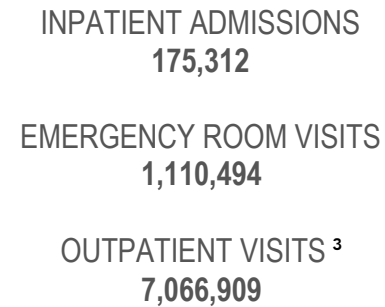 INPATIENT ADMISSIONS
175,312
EMERGENCY ROOM VISITS
1,110,494
OUTPATIENT VISITS ³
7,066,909